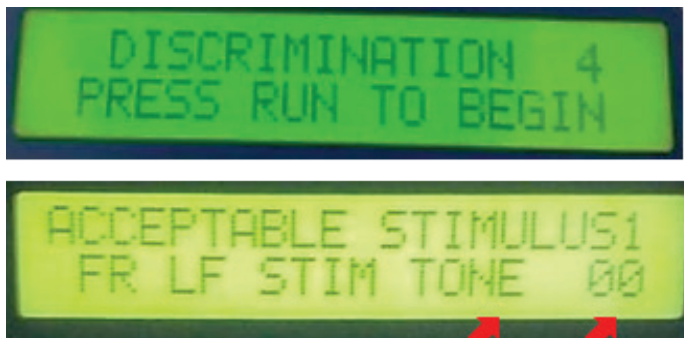 DISCRIMINATION 4
PRESS RUN TO BEGIN
ACCEPTABLE STIMULUS1
FR LF STIM TONE 00